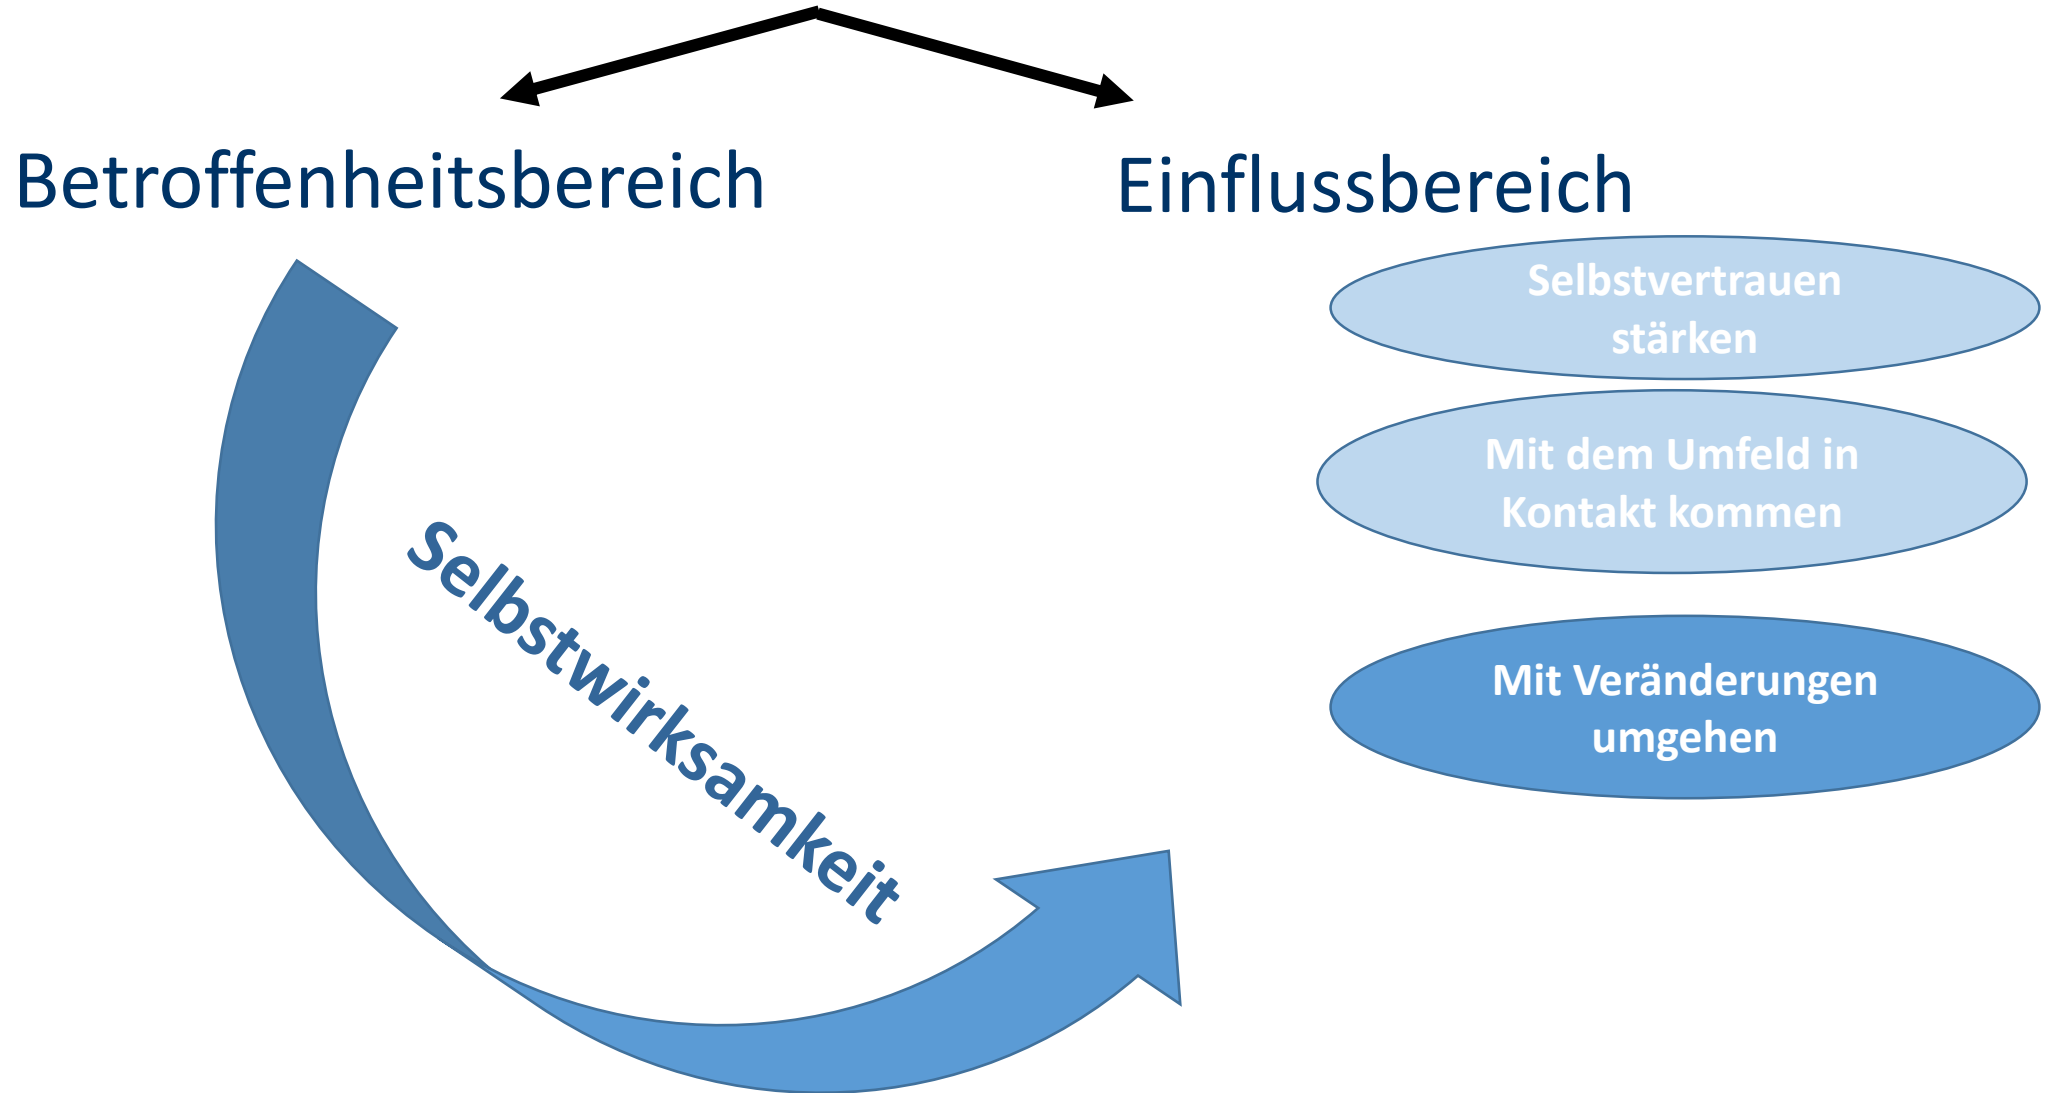 Betroffenheitsbereich
Einflussbereich
Selbstvertrauen
stärken
Mit dem Umfeld in
Kontakt kommen
Selbstwirksamkeit
Mit Veränderungen
umgehen